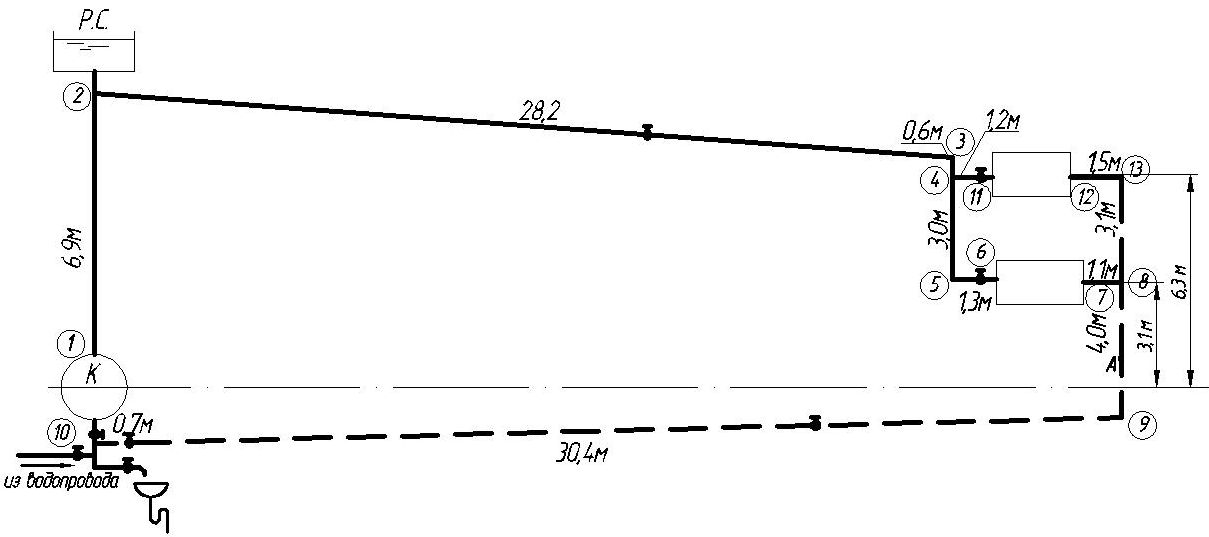 Р.С.
2
28,2
0,6м
3
1,2м
4
11
12
1,5м
13
6,9м
3,0м
3,1м
6
6,3 м
5
1,3м
7
1,1м
8
1
4,0м
3,1м
К
А
10
0,7м
9
30,4м
из водопровода